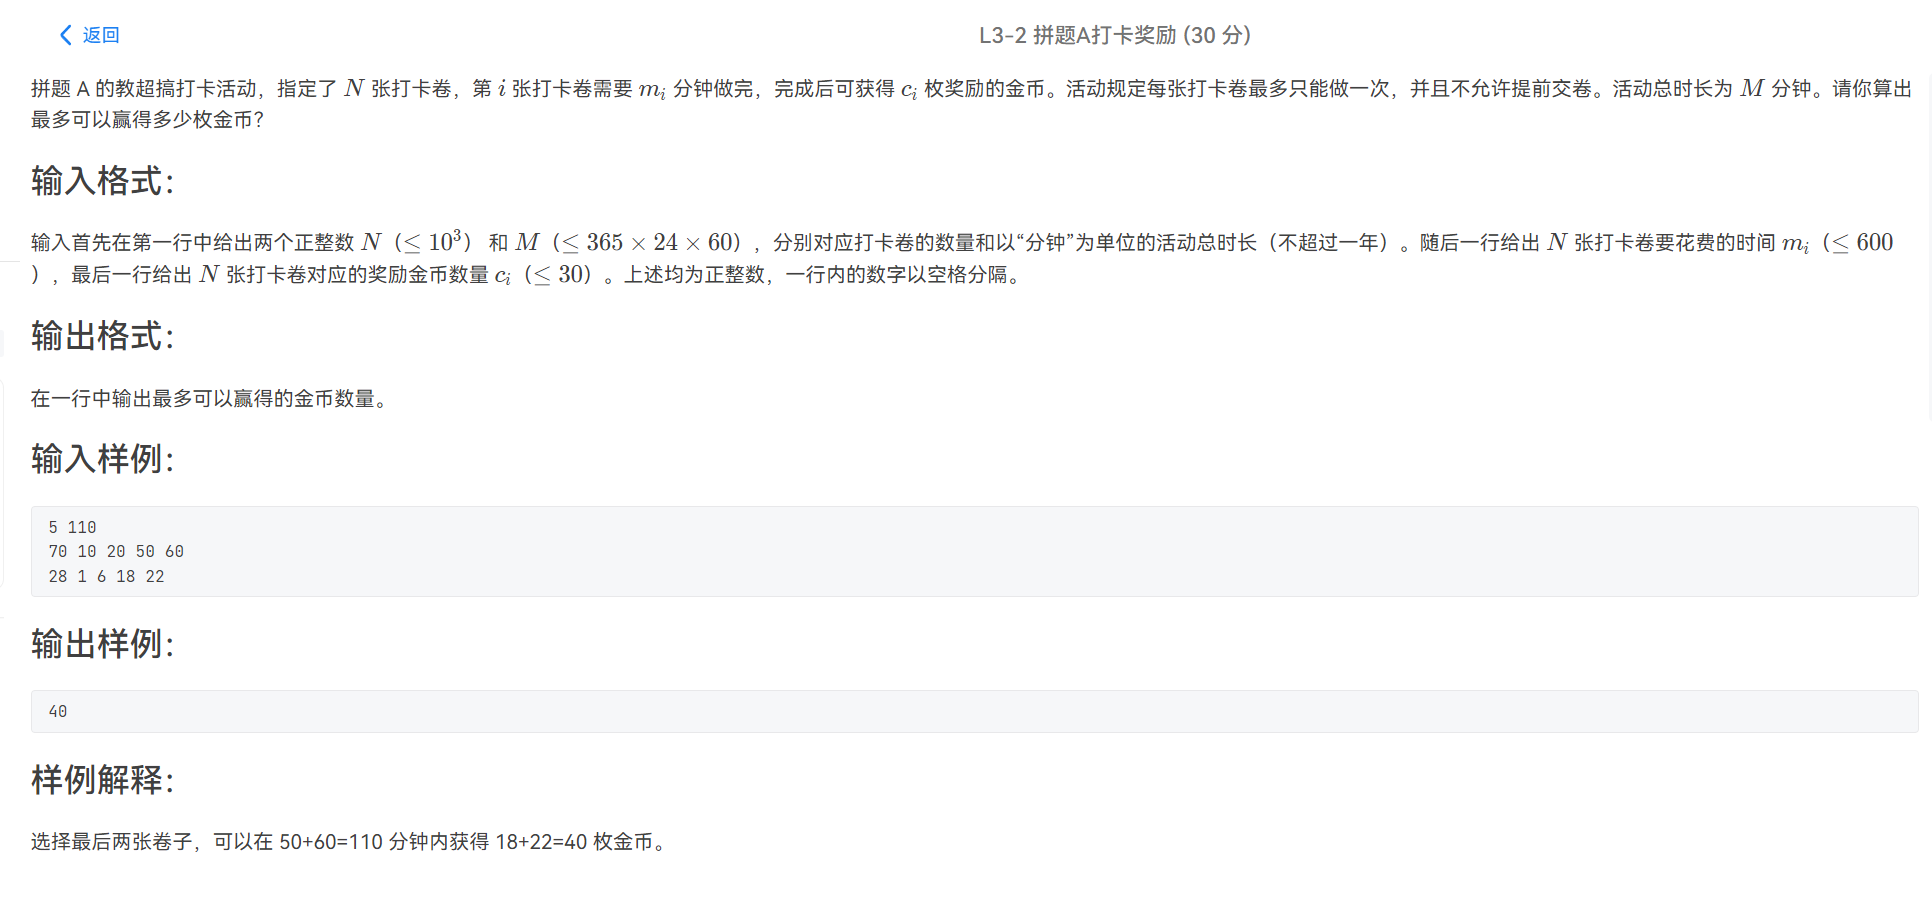 返回
L3-2 拼题A打卡奖励 (30 分)
拼题 A 的教超搞打卡活动，指定了 N 张打卡卷，第 i 张打卡卷需要 m_i 分钟做完，完成后可获得 c_i 枚奖励的金币。活动规定每张打卡卷最多只能做一次，并且不允许提前交卷。活动总时长为 M 分钟。请你算出
最多可以赢得多少枚金币？
输入格式：
输入首先在第一行中给出两个正整数 N（≤ 10³） 和 M（≤ 365 × 24 × 60），分别对应打卡卷的数量和以“分钟”为单位的活动总时长（不超过一年）。随后一行给出 N 张打卡卷要花费的时间 m_i（≤ 600
），最后一行给出 N 张打卡卷对应的奖励金币数量 c_i（≤ 30）。上述均为正整数，一行内的数字以空格分隔。
输出格式：
在一行中输出最多可以赢得的金币数量。
输入样例：
5 110
70 10 20 50 60
28 1 6 18 22
输出样例：
40
样例解释：
选择最后两张卷子，可以在 50+60=110 分钟内获得 18+22=40 枚金币。